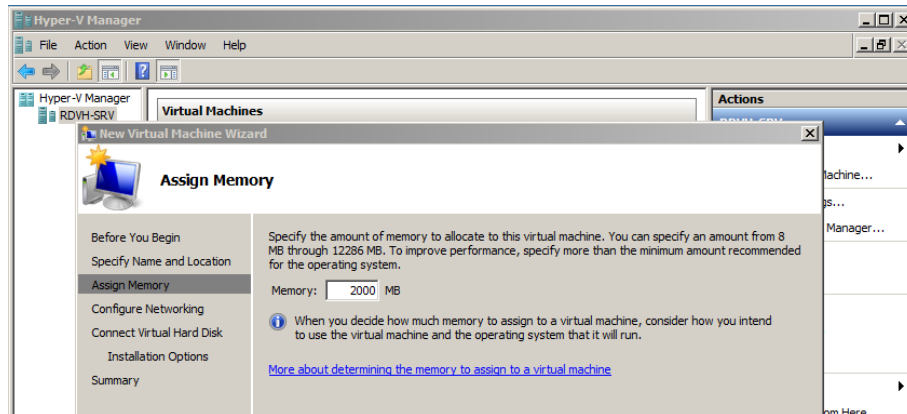 Hyper-V Manager
File Action View Window Help
Hyper-V Manager
RDVH-SRV
Virtual Machines
Actions
RDVH-SRV
New Virtual Machine Wizard
Assign Memory
Before You Begin
Specify Name and Location
Assign Memory
Configure Networking
Connect Virtual Hard Disk
Installation Options
Summary
Specify the amount of memory to allocate to this virtual machine. You can specify an amount from 8
MB through 12286 MB. To improve performance, specify more than the minimum amount recommended
for the operating system.
Memory: 2000 MB
When you decide how much memory to assign to a virtual machine, consider how you intend
to use the virtual machine and the operating system that it will run.
More about determining the memory to assign to a virtual machine
Machine...
gs...
Manager...
om Here